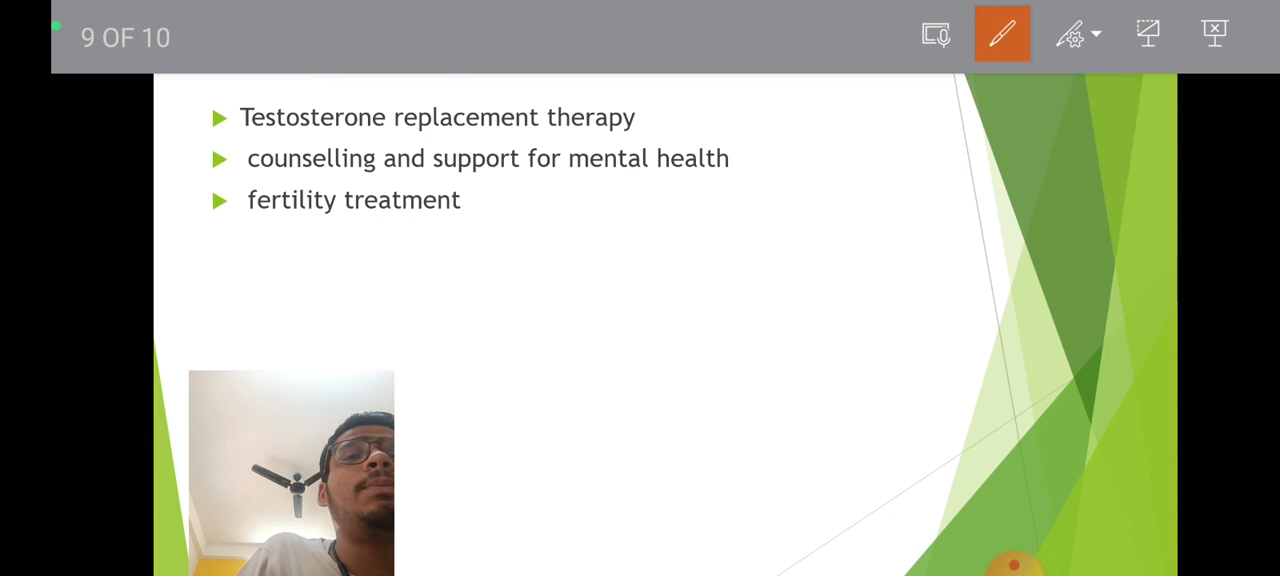 9 OF 10
Testosterone replacement therapy
counselling and support for mental health
fertility treatment